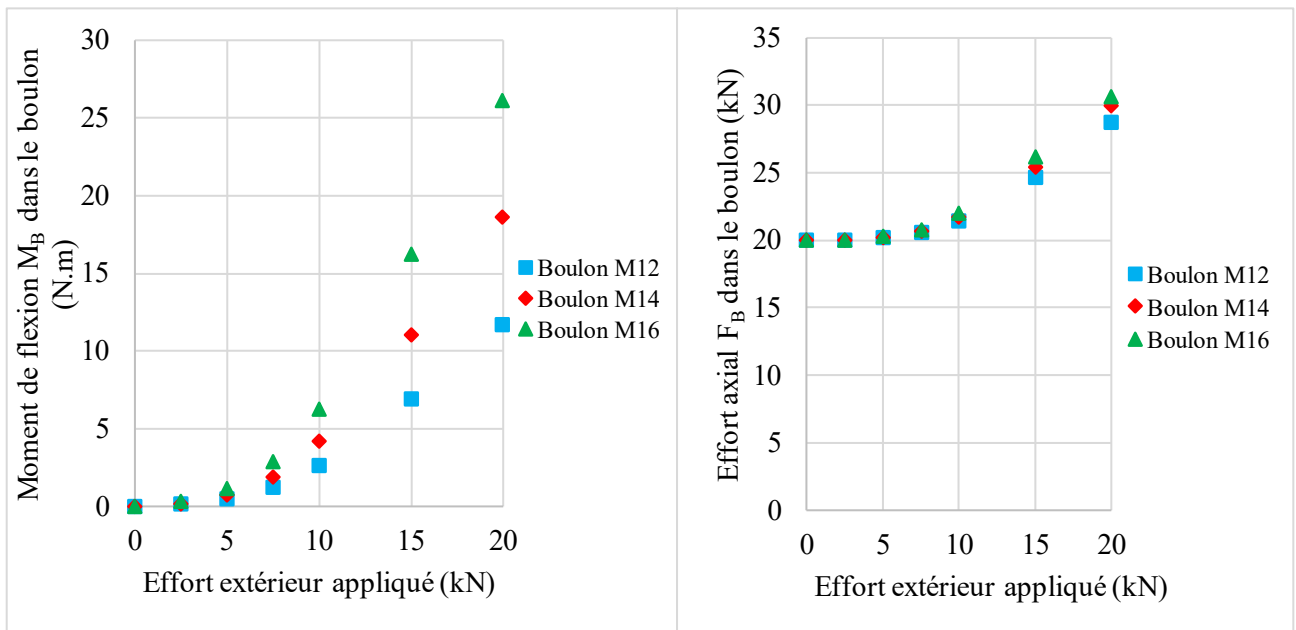 Moment de flexion M_B dans le boulon
(N.m)
30
25
20
15
10
5
0
0 5 10 15 20
Effort extérieur appliqué (kN)
Boulon M12
Boulon M14
Boulon M16
Effort axial F_B dans le boulon (kN)
35
30
25
20
15
10
5
0
0 5 10 15 20
Effort extérieur appliqué (kN)
Boulon M12
Boulon M14
Boulon M16